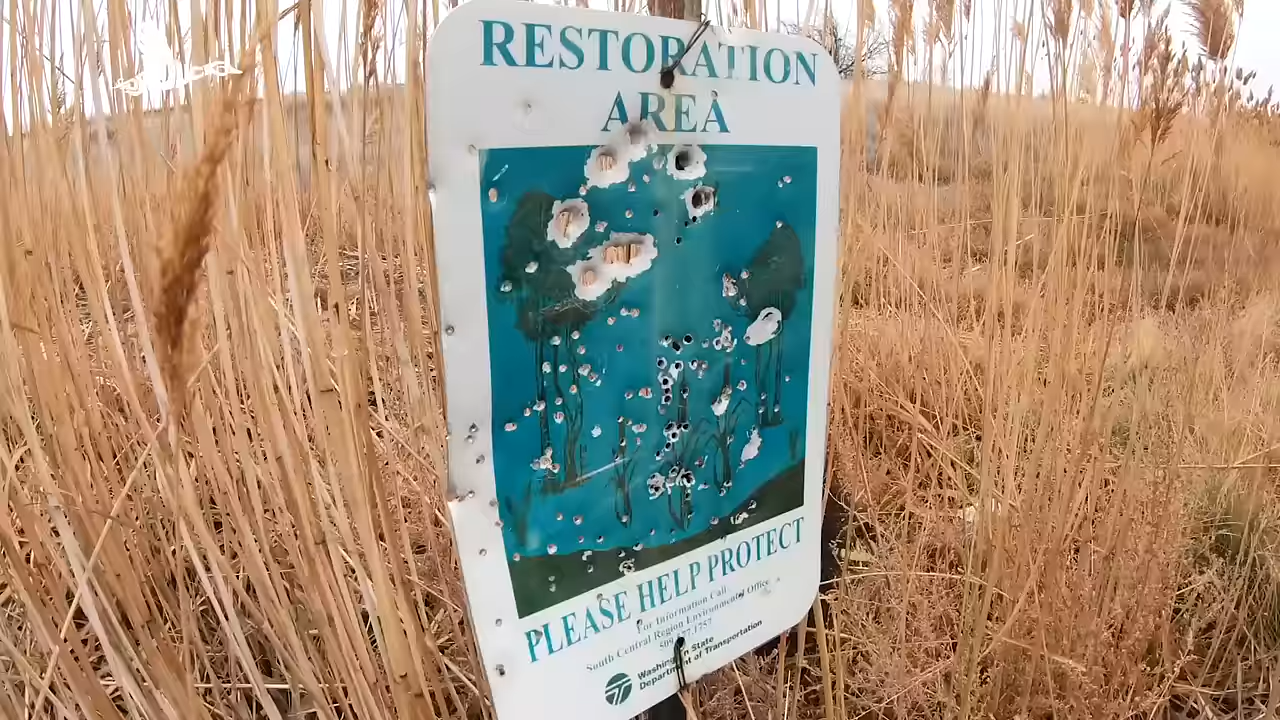 RESTORATION
AREA
PLEASE HELP PROTECT
For Information Call
South Central Region Environmental Office
Washington State
Department of Transportation